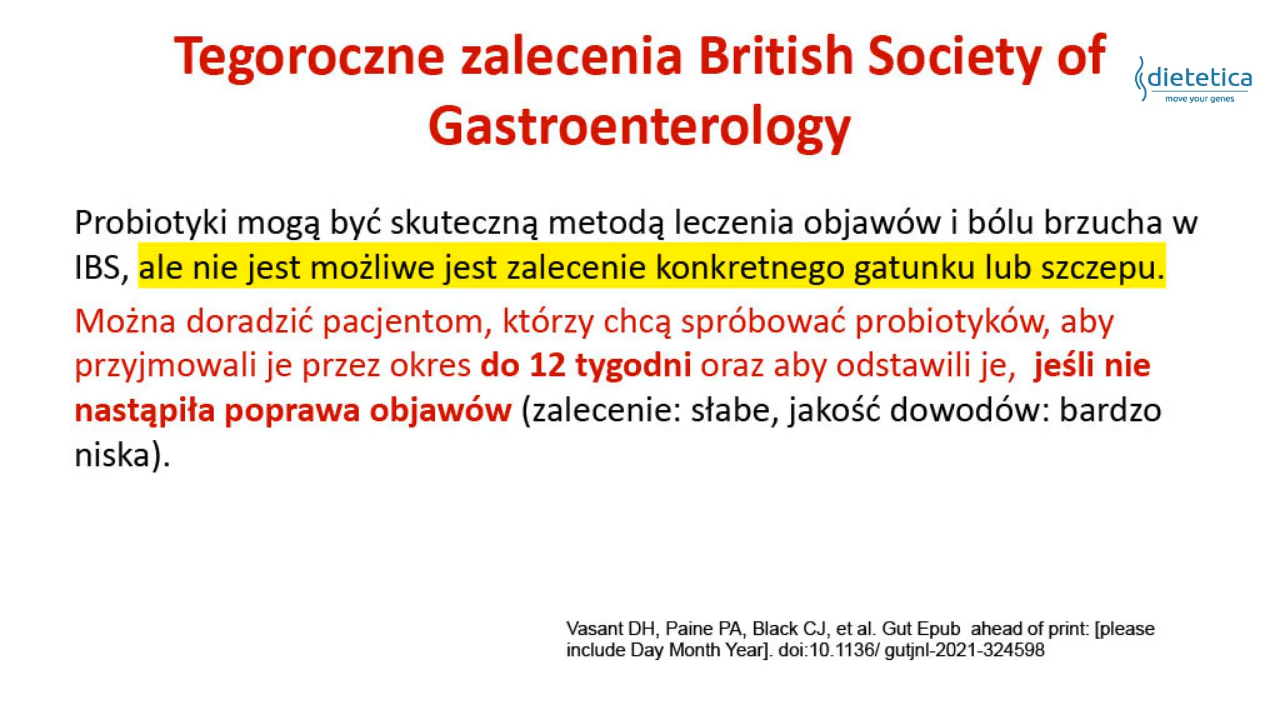 Tegoroczne zalecenia British Society of
Gastroenterology
dietetica
move your genes
Probiotyki mogą być skuteczną metodą leczenia objawów i bólu brzucha w
IBS, ale nie jest możliwe jest zalecenie konkretnego gatunku lub szczepu.
Można doradzić pacjentom, którzy chcą spróbować probiotyków, aby
przyjmowali je przez okres do 12 tygodni oraz aby odstawili je, jeśli nie
nastąpiła poprawa objawów (zalecenie: słabe, jakość dowodów: bardzo
niska).
Vasant DH, Paine PA, Black CJ, et al. Gut Epub ahead of print: [please
include Day Month Year]. doi:10.1136/ gutjnl-2021-324598